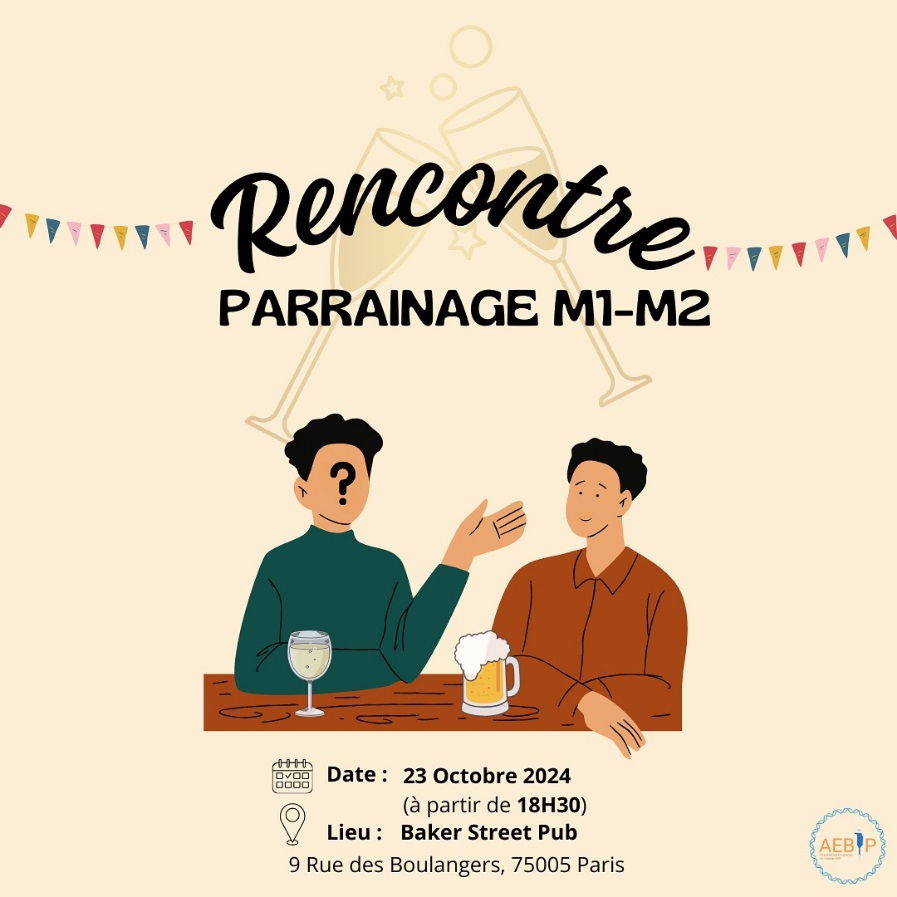 Rencontre
PARRAINAGE M1-M2
?
Date : 23 Octobre 2024
(à partir de 18H30)
Lieu : Baker Street Pub
9 Rue des Boulangers, 75005 Paris
AEBIP